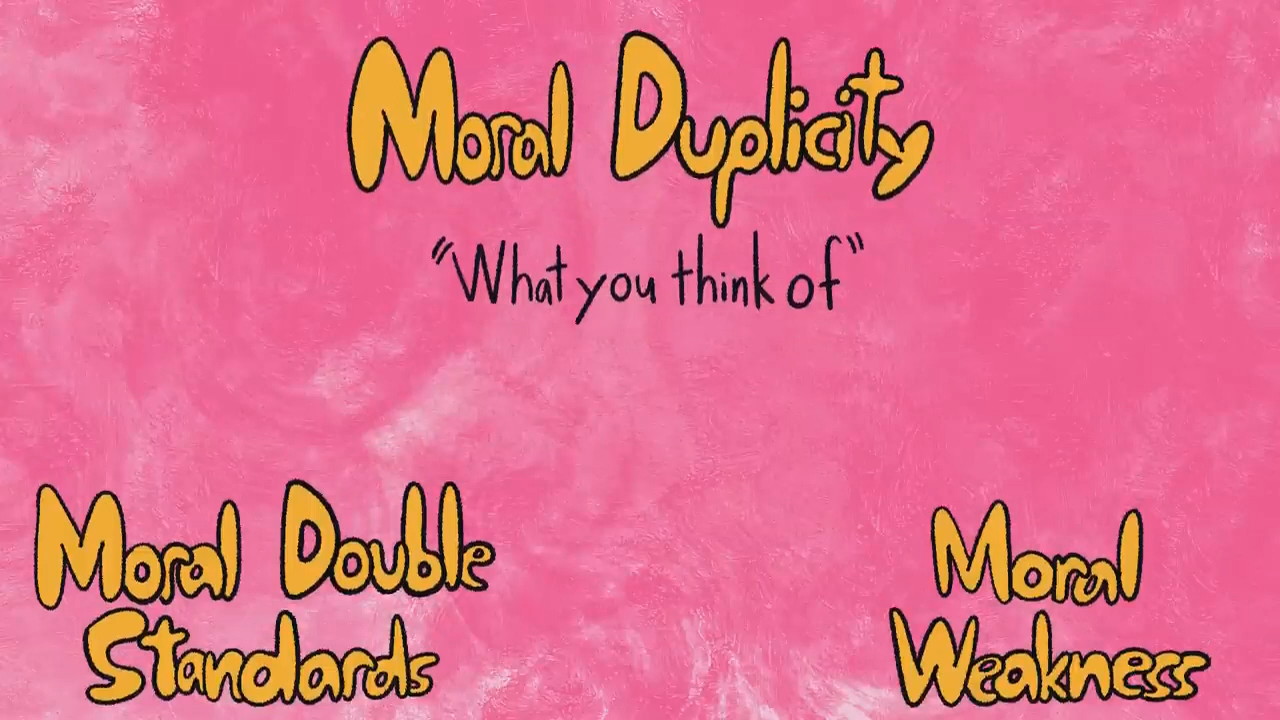 Moral Duplicity
"What you think of"
Moral Double
Standards
Moral
Weakness